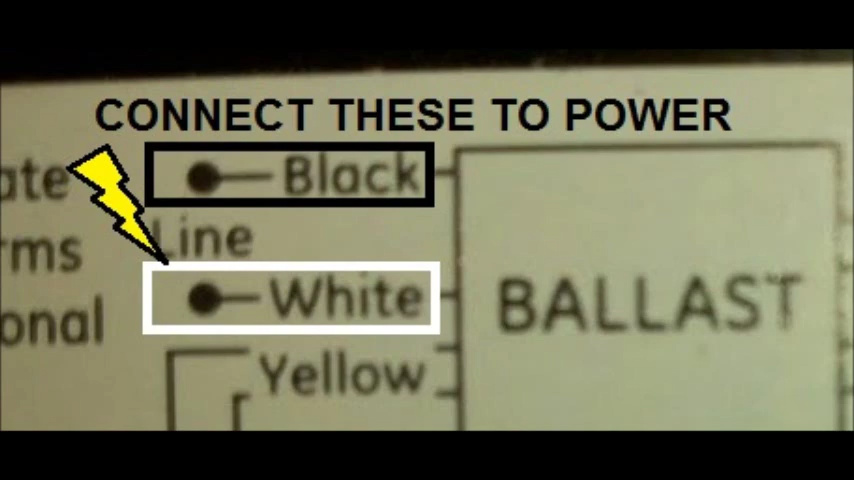 CONNECT THESE TO POWER
ate
Black
Line
rms
White
onal
BALLAST
Yellow